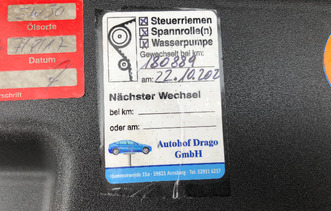 Ölsorte
Datum
Steuerriemen
Spannrolle(n)
Wasserpumpe
Gewechselt bei km:
180889
am: 22.10.202
Nächster Wechsel
bei km:
oder am:
Autohof Drago
GmbH